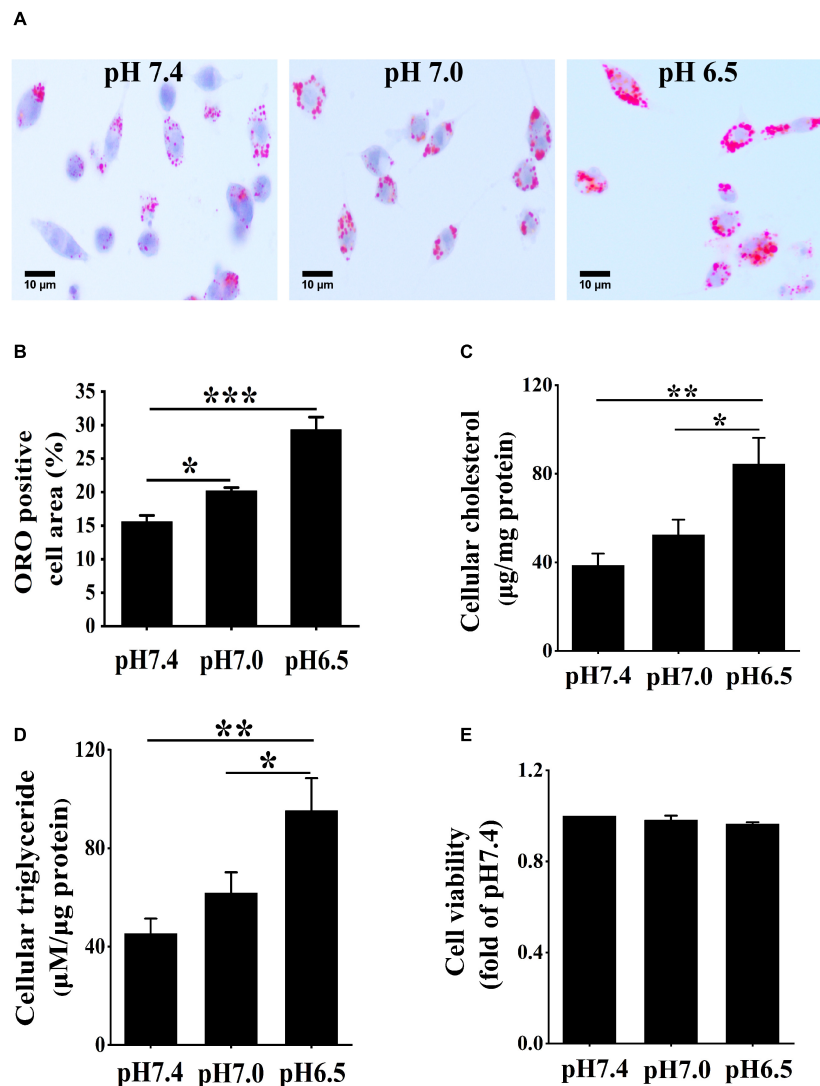 A
pH 7.4
pH 7.0
pH 6.5
10 µm
10 µm
10 µm
B
ORO positive
cell area (%)
35
30
25
20
15
10
5
0
***
*
pH7.4
pH7.0
pH6.5
C
Cellular cholesterol
(µg/mg protein)
120
80
40
0
**
*
pH7.4
pH7.0
pH6.5
D
Cellular triglyceride
(µM/µg protein)
120
80
40
0
**
*
pH7.4
pH7.0
pH6.5
E
Cell viability
(fold of pH7.4)
1.2
0.8
0.4
0.0
pH7.4
pH7.0
pH6.5